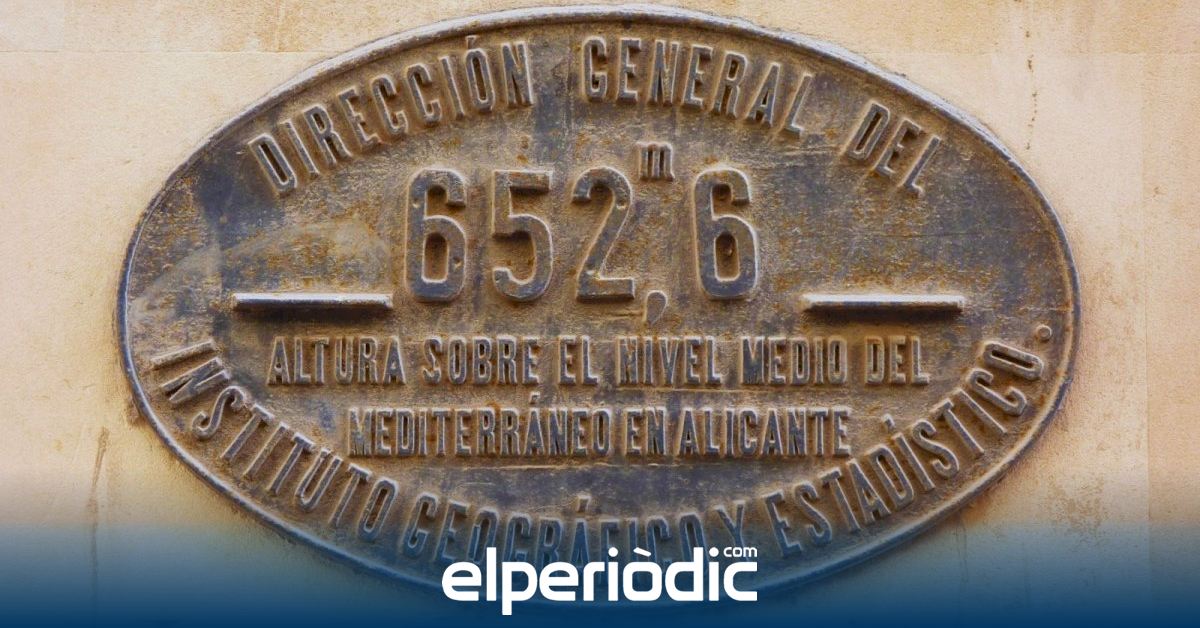 DIRECCIÓN GENERAL DEL
652,6 m
ALTURA SOBRE EL NIVEL MEDIO DEL
MEDITERRÁNEO EN ALICANTE
INSTITUTO GEOGRÁFICO Y ESTADÍSTICO.
elperiòdic.com